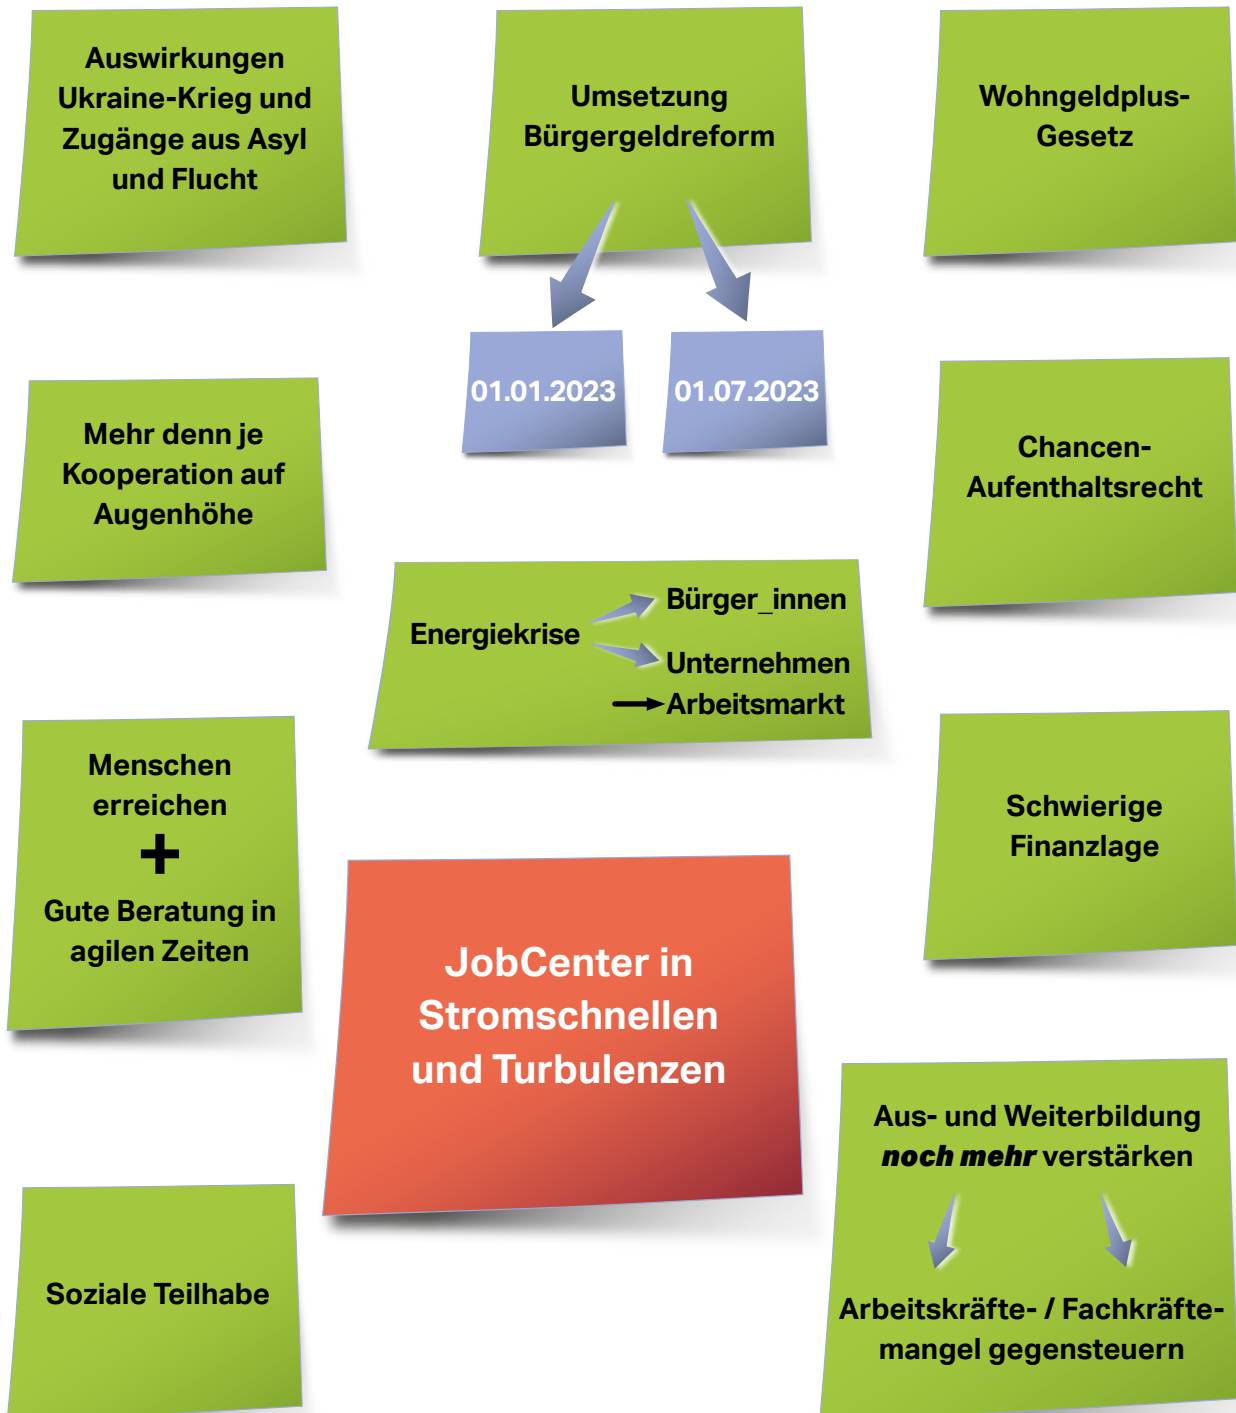 Auswirkungen
Ukraine-Krieg und
Zugänge aus Asyl
und Flucht
Umsetzung
Bürgergeldreform
01.01.2023
01.07.2023
Wohngeldplus-
Gesetz
Mehr denn je
Kooperation auf
Augenhöhe
Chancen-
Aufenthaltsrecht
Energiekrise
Bürger_innen
Unternehmen
Arbeitsmarkt
Menschen
erreichen
+
Gute Beratung in
agilen Zeiten
Schwierige
Finanzlage
JobCenter in
Stromschnellen
und Turbulenzen
Aus- und Weiterbildung
noch mehr verstärken
Arbeitskräfte- / Fachkräfte-
mangel gegensteuern
Soziale Teilhabe